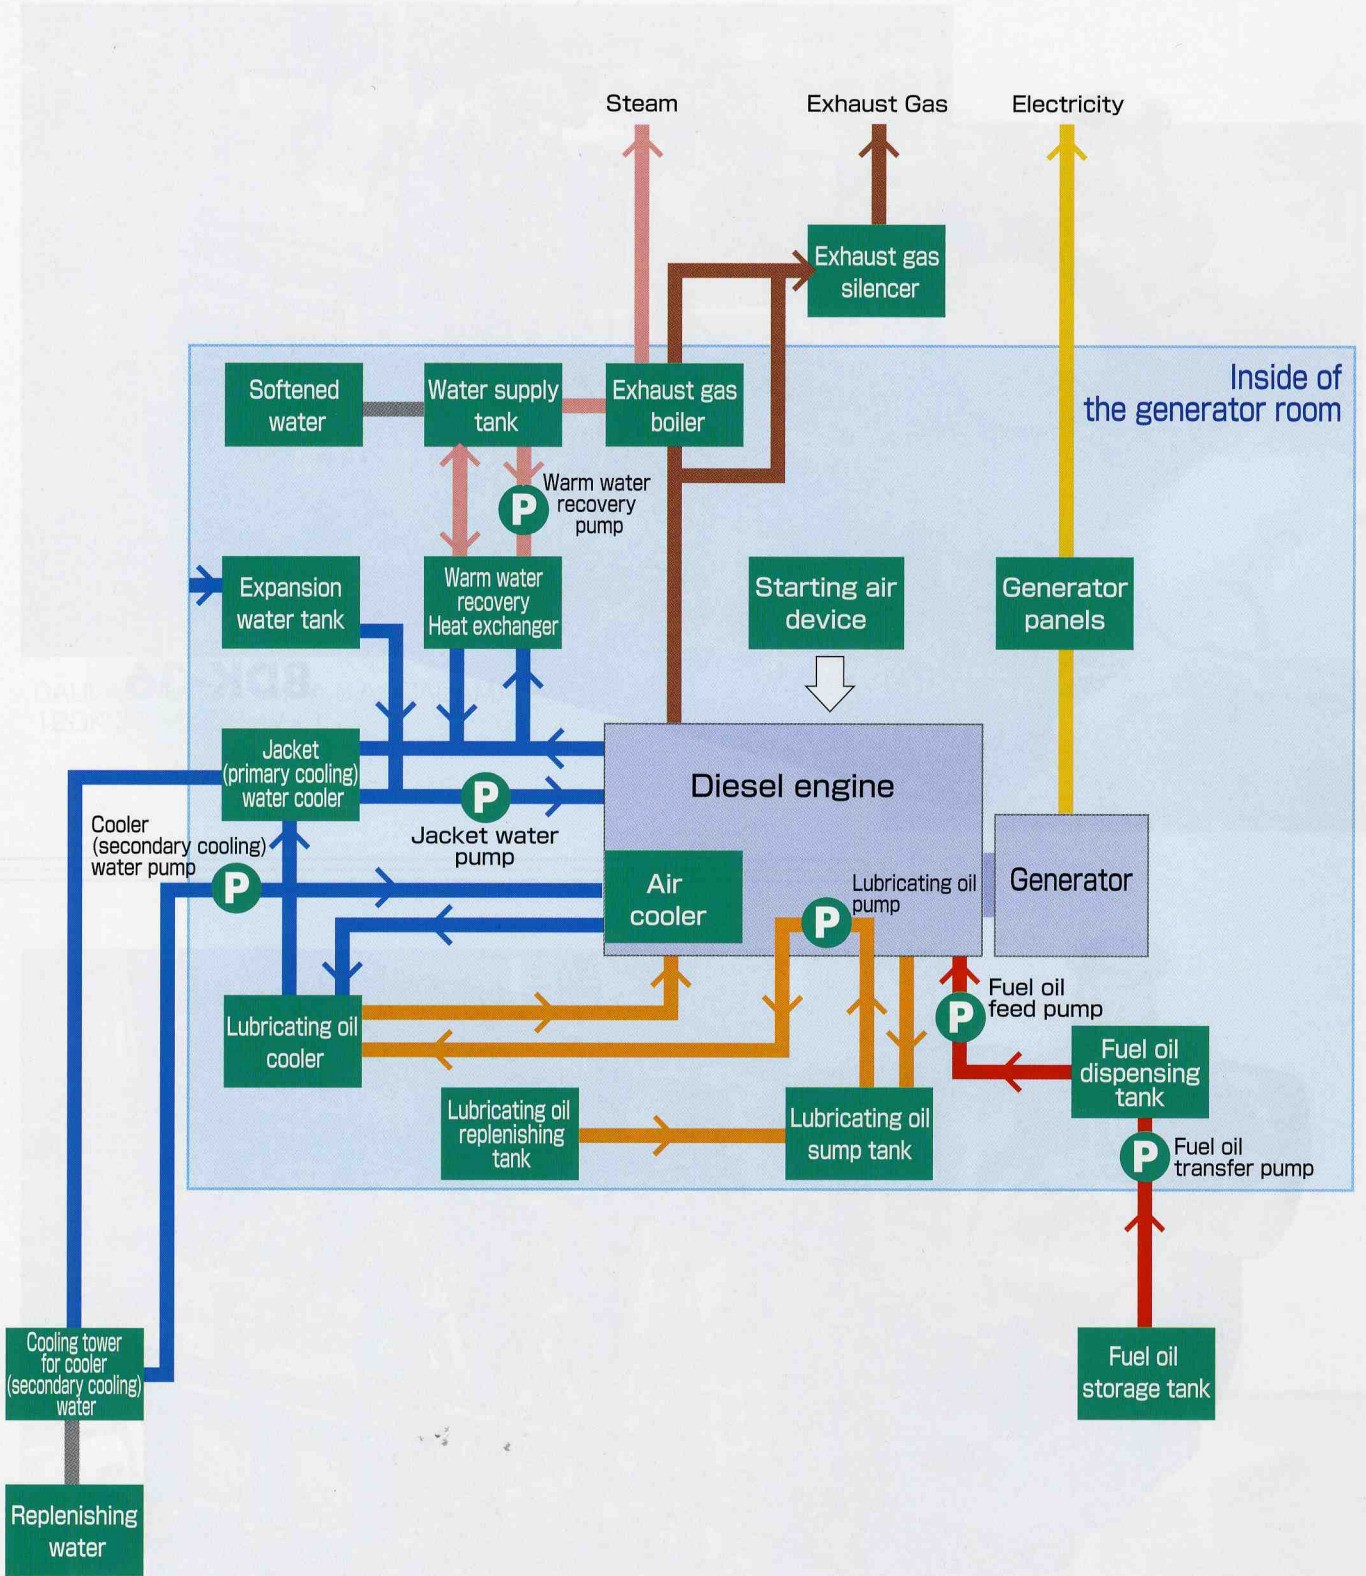 Steam
Exhaust Gas
Electricity
Exhaust gas
silencer
Inside of
the generator room
Softened
water
Water supply
tank
Exhaust gas
boiler
Warm water
recovery
pump
P
Expansion
water tank
Warm water
recovery
Heat exchanger
Starting air
device
Generator
panels
Jacket
(primary cooling)
water cooler
Diesel engine
P
Jacket water
pump
Cooler
(secondary cooling)
water pump
P
Air
cooler
Lubricating oil
pump
P
Generator
Fuel oil
feed pump
P
Lubricating oil
cooler
Fuel oil
dispensing
tank
Lubricating oil
replenishing
tank
Lubricating oil
sump tank
P
Fuel oil
transfer pump
Cooling tower
for cooler
(secondary cooling)
water
Fuel oil
storage tank
Replenishing
water